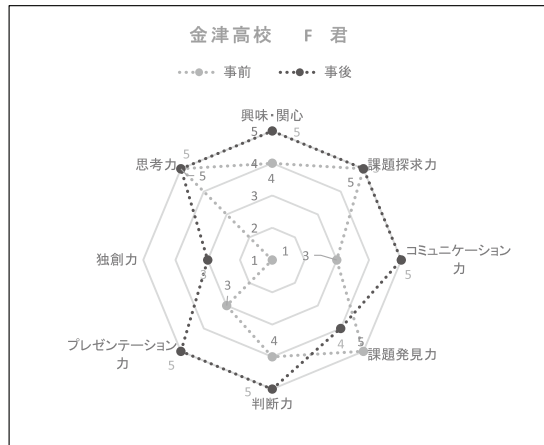 金津高校 F 君
事前 事後
興味・関心
5 5
思考力 5 4 5 課題探求力
5 4
3
2
独創力 1 1 3 コミュニケーション
力
3 3 5
プレゼンテーション
力
4 4 5 課題発見力
5 5
判断力